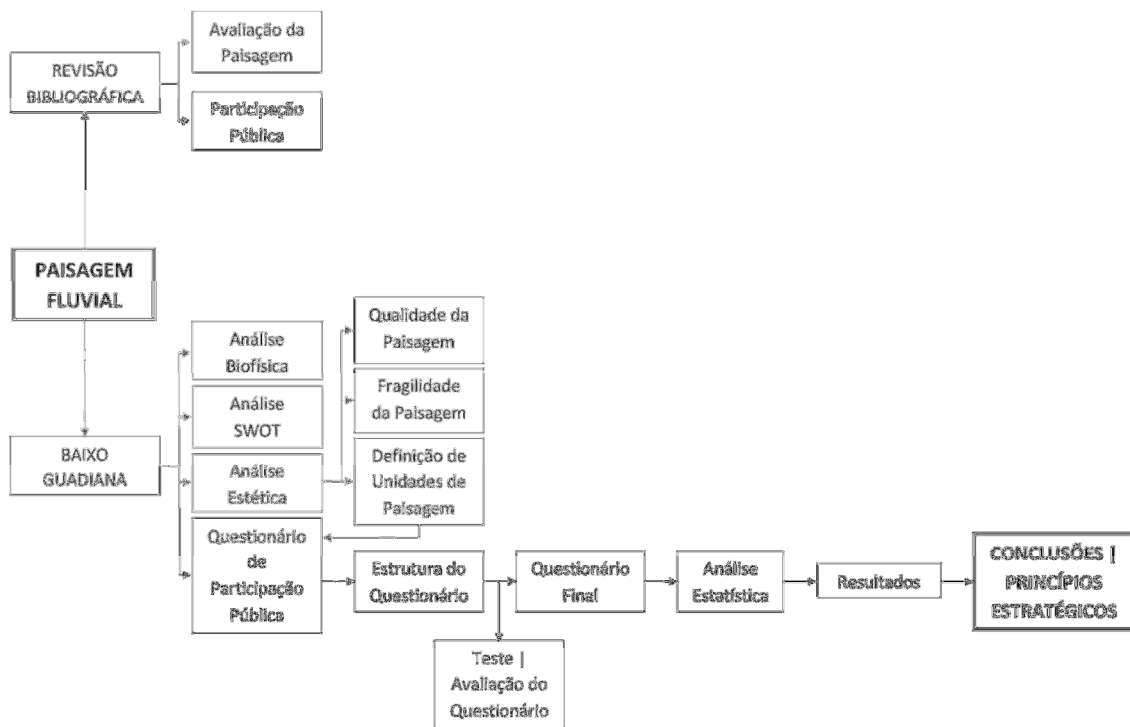 Avaliação da
Paisagem
REVISÃO
BIBLIOGRÁFICA
Participação
Pública
PAISAGEM
FLUVIAL
Qualidade da
Paisagem
Análise
Biofísica
Fragilidade
da Paisagem
Análise
SWOT
BAIXO
GUADIANA
Análise
Estética
Definição de
Unidades de
Paisagem
Questionário
de
Participação
Pública
Estrutura do
Questionário
Questionário
Final
Análise
Estatística
Resultados
CONCLUSÕES |
PRINCÍPIOS
ESTRATÉGICOS
Teste |
Avaliação do
Questionário